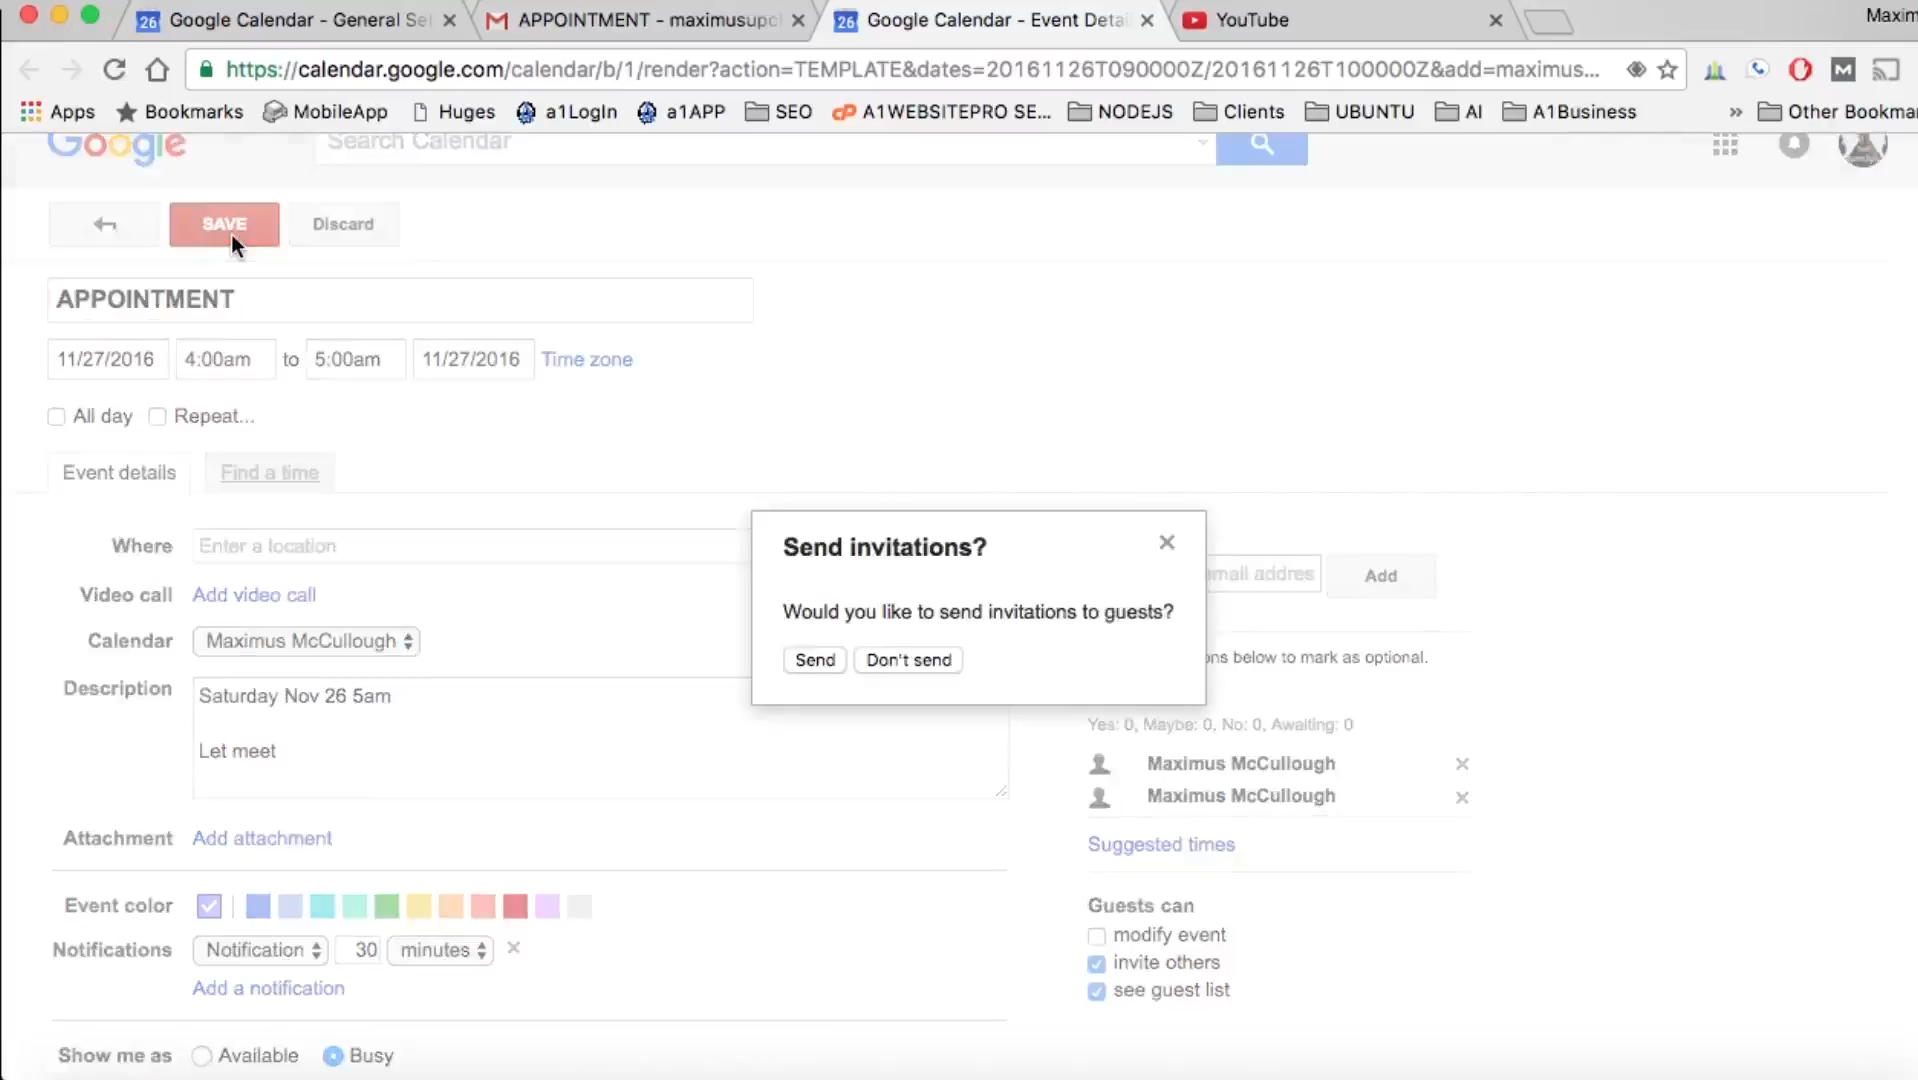 Google Calendar - General Se
APPOINTMENT - maximusupc
Google Calendar - Event Deta
YouTube
Maxim
https://calendar.google.com/calendar/b/1/render?action=TEMPLATE&dates=20161126T090000Z/20161126T100000Z&add=maximus...
Apps
Bookmarks
MobileApp
Huges
a1LogIn
a1APP
SEO
A1WEBSITEPRO SE...
NODEJS
Clients
UBUNTU
AI
A1Business
» Other Bookmar
Google
Search Calendar
SAVE
Discard
APPOINTMENT
11/27/2016 4:00am to 5:00am 11/27/2016 Time zone
All day Repeat...
Event details Find a time
Where Enter a location
Video call Add video call
Calendar Maximus McCullough
Description Saturday Nov 26 5am
Let meet
Attachment Add attachment
Event color
Notifications Notification 30 minutes
Add a notification
Show me as Available Busy
Send invitations?
Would you like to send invitations to guests?
Send Don't send
email addres Add
ons below to mark as optional.
Yes: 0, Maybe: 0, No: 0, Awaiting: 0
Maximus McCullough
Maximus McCullough
Suggested times
Guests can
modify event
invite others
see guest list